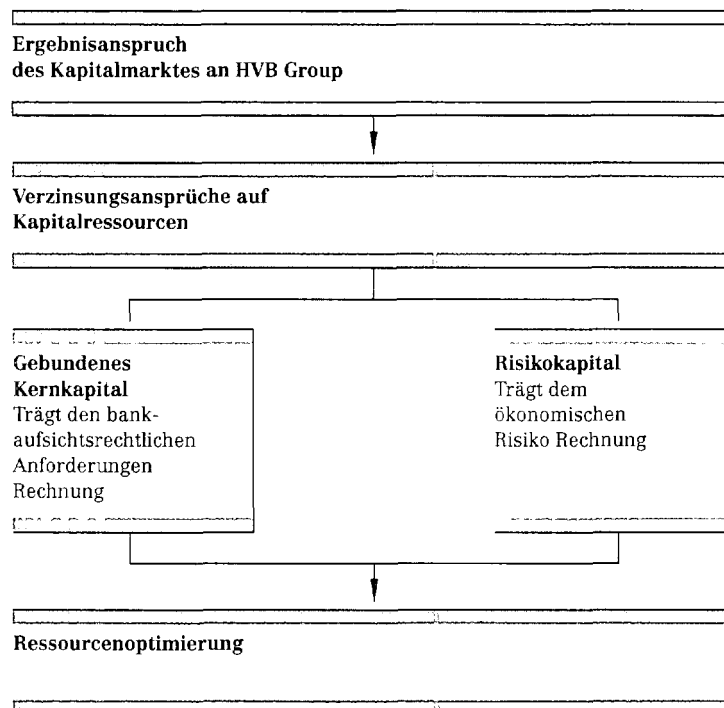 Ergebnisanspruch
des Kapitalmarktes an HVB Group
Verzinsungsansprüche auf
Kapitalressourcen
Gebundenes
Kernkapital
Trägt den bank-
aufsichtsrechtlichen
Anforderungen
Rechnung
Risikokapital
Trägt dem
ökonomischen
Risiko Rechnung
Ressourcenoptimierung